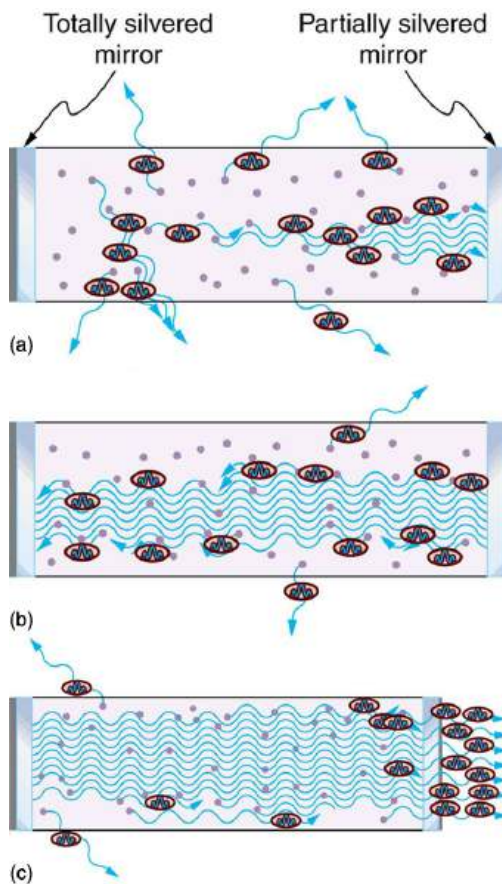 Totally silvered
mirror
Partially silvered
mirror
(a)
(b)
(c)